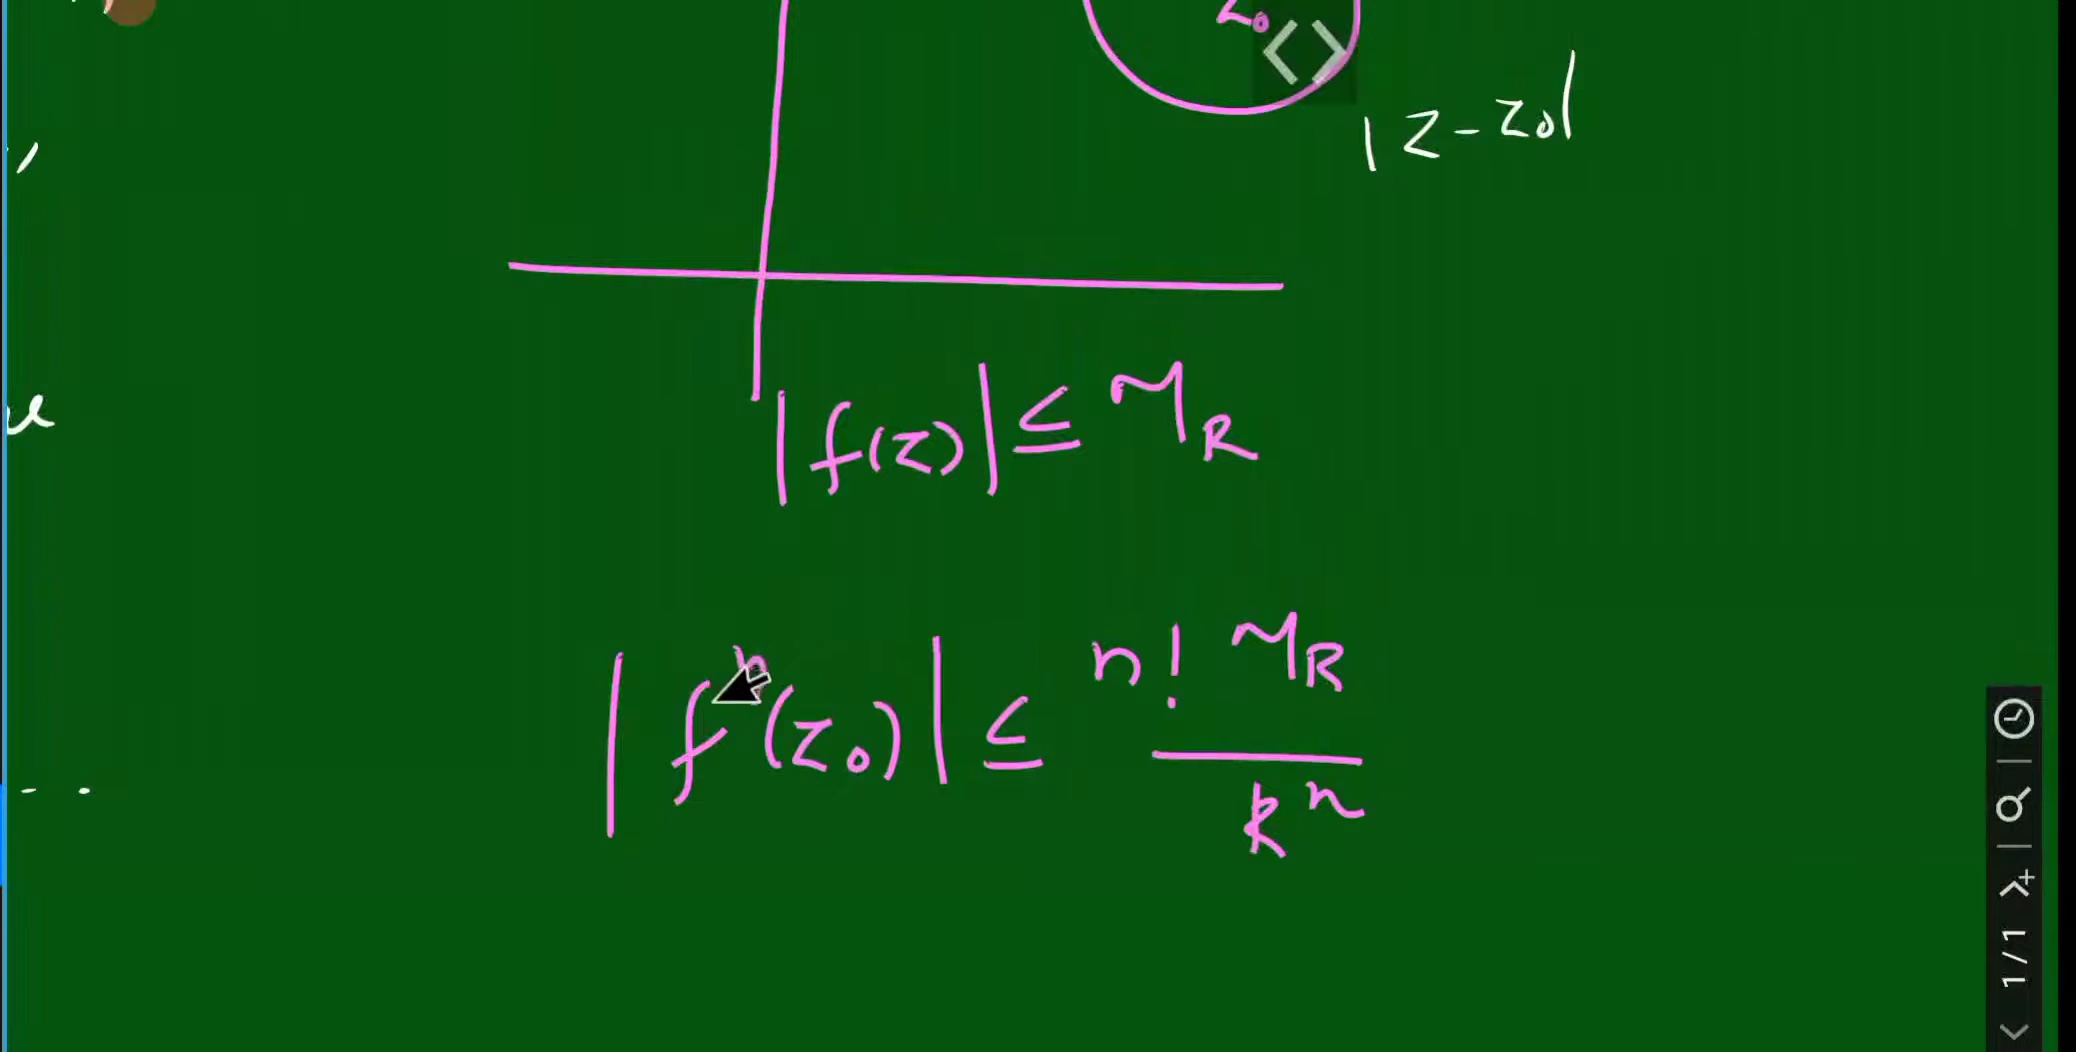 z₀
|z-z₀|
|f(z)| ≤ M_R
|fⁿ(z₀)| ≤ n! M_R / Rⁿ
1/1